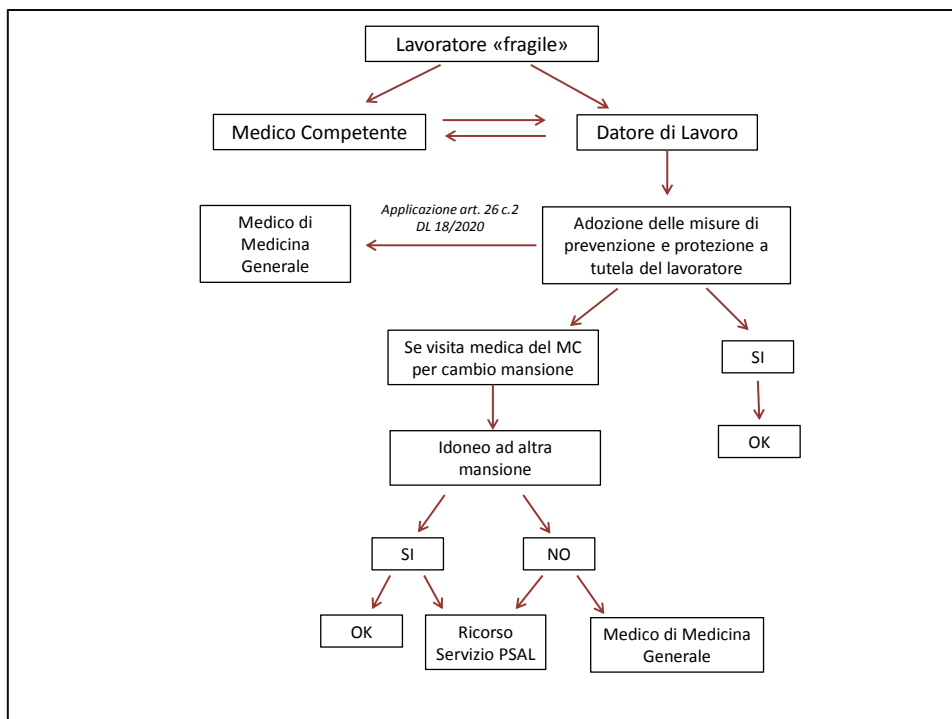 Lavoratore «fragile»
Medico Competente
Datore di Lavoro
Applicazione art. 26 c.2
DL 18/2020
Medico di
Medicina
Generale
Adozione delle misure di
prevenzione e protezione a
tutela del lavoratore
Se visita medica del MC
per cambio mansione
SI
OK
Idoneo ad altra
mansione
SI
NO
OK
Ricorso
Servizio PSAL
Medico di Medicina
Generale